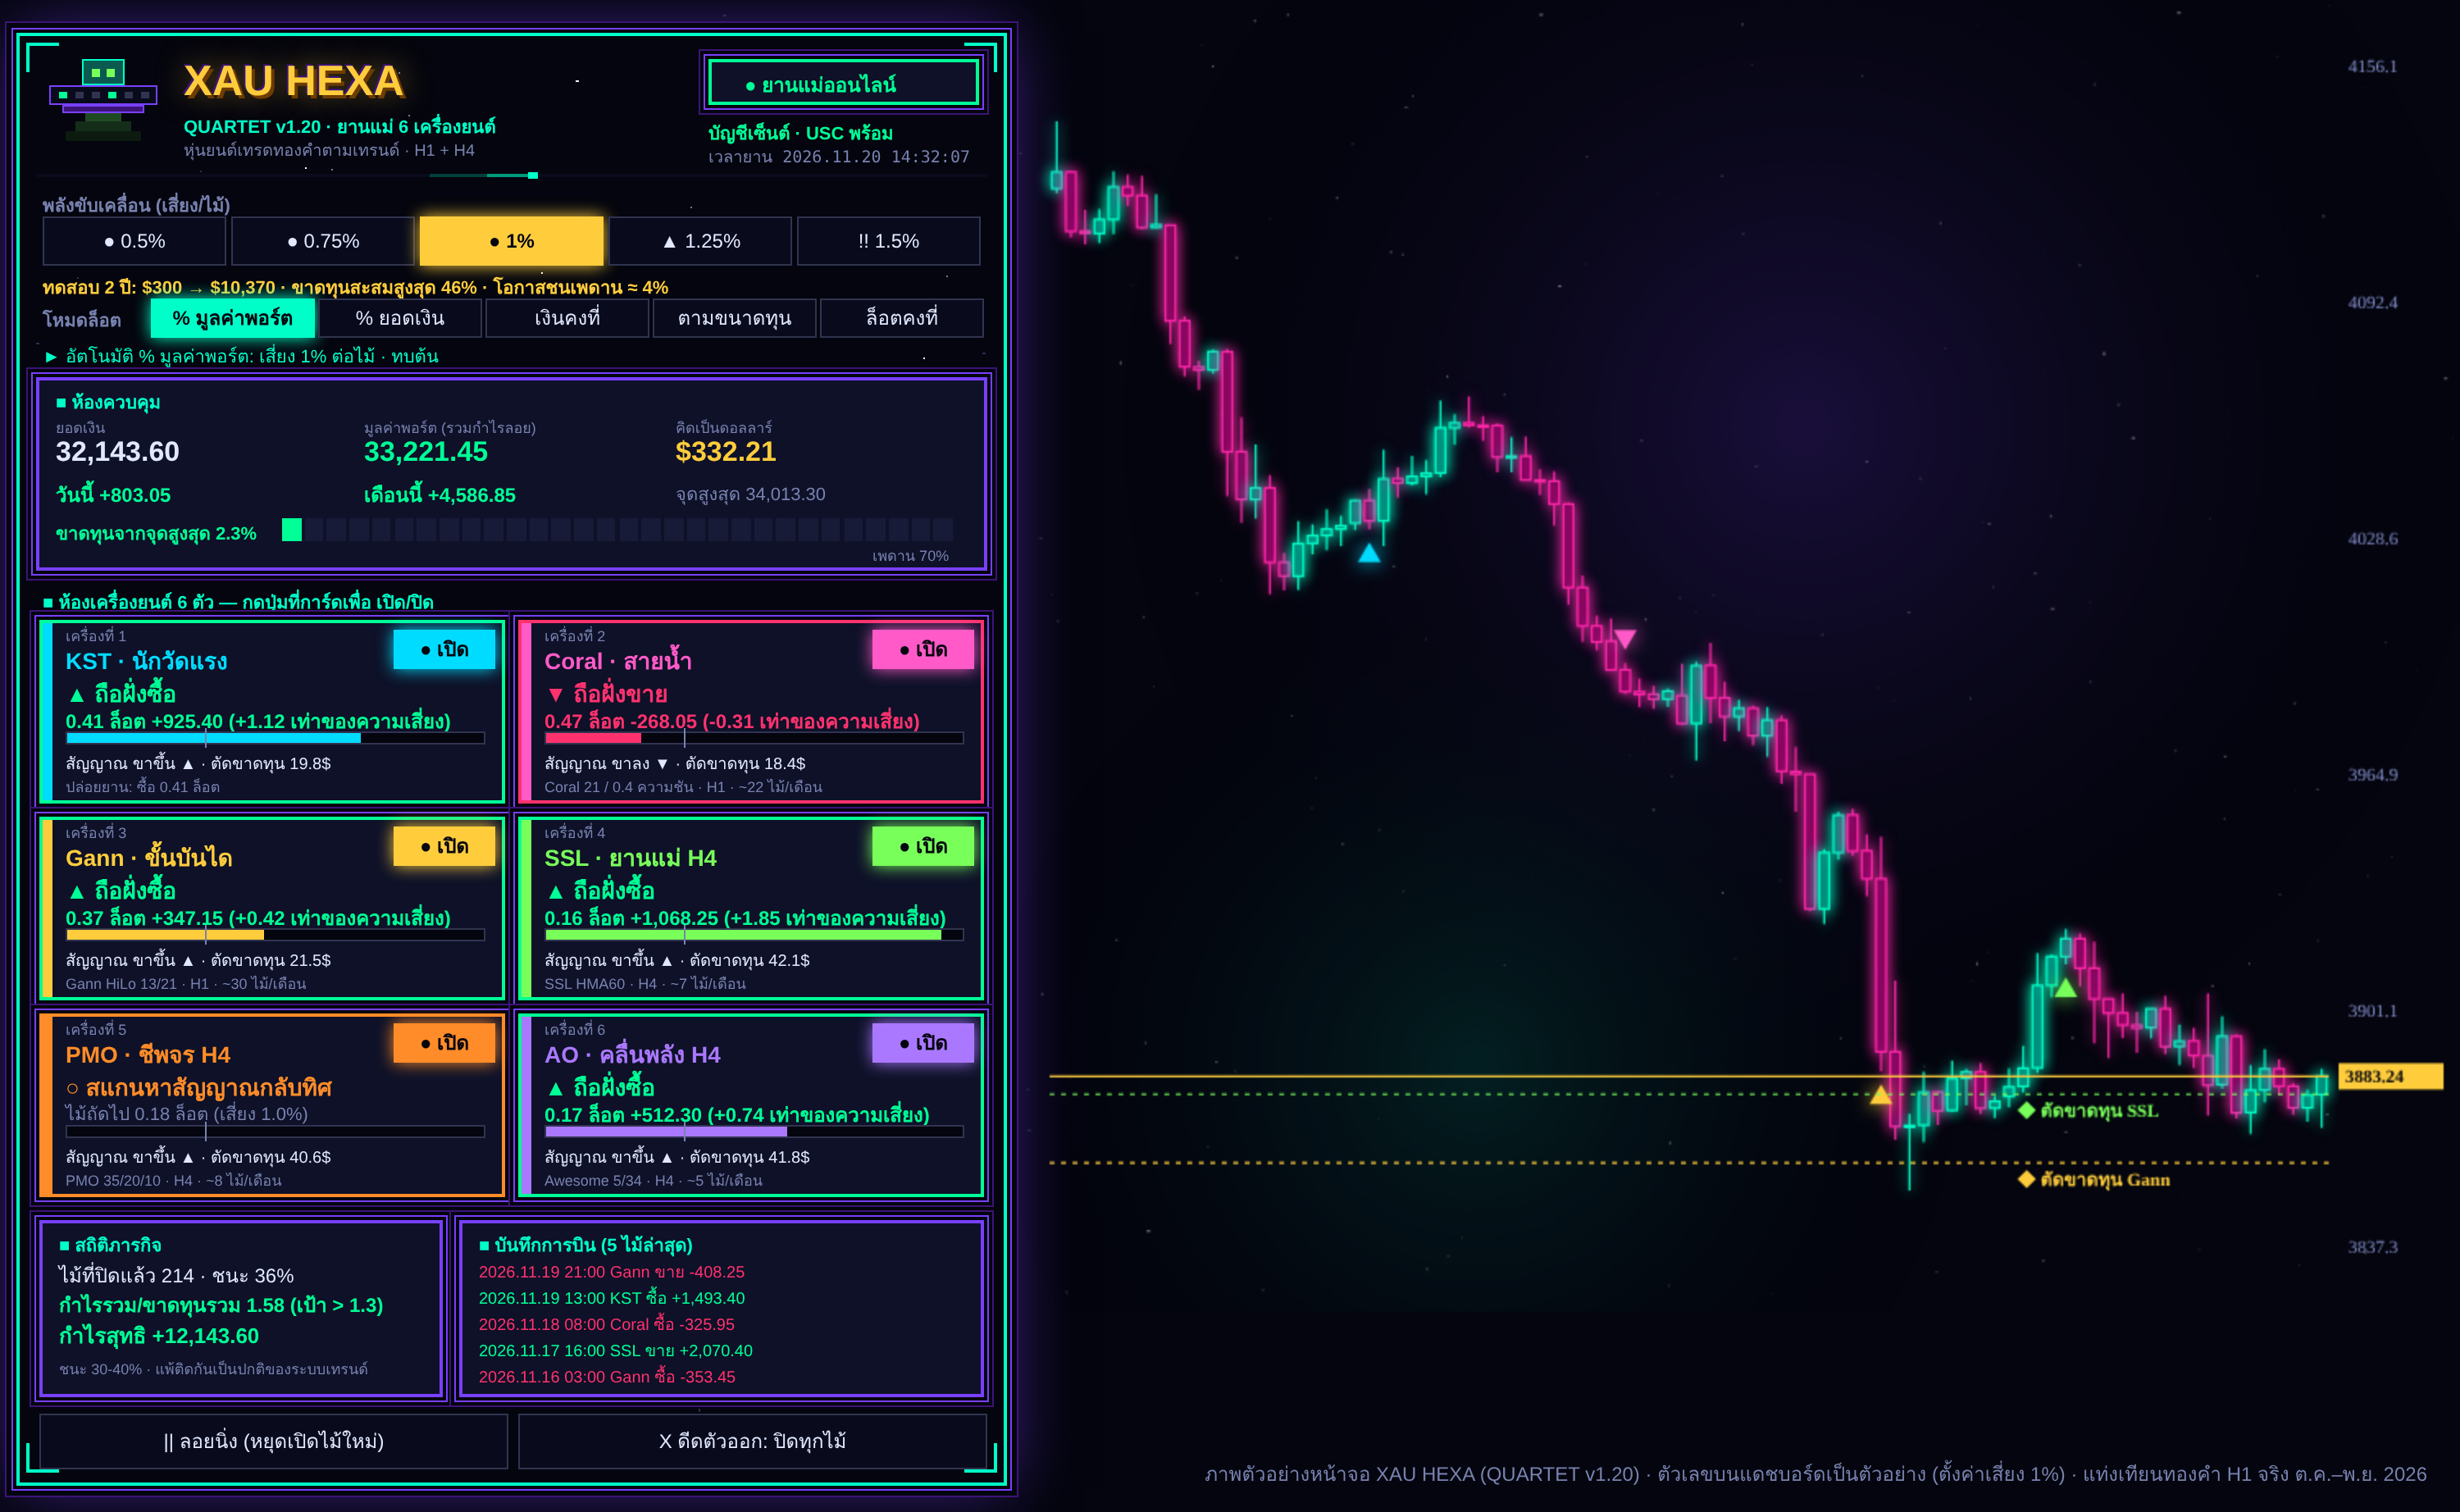 XAU HEXA
QUARTET v1.20 · ยานแม่ 6 เครื่องยนต์
หุ่นยนต์เทรดทองคำตามเทรนด์ · H1 + H4
● ยานแม่ออนไลน์
บัญชีเซ็นต์ · USC พร้อม
เวลายาน 2026.11.20 14:32:07
พลังขับเคลื่อน (เสี่ยง/ไม้)
● 0.5%
● 0.75%
● 1%
▲ 1.25%
!! 1.5%
ทดสอบ 2 ปี: $300 → $10,370 · ขาดทุนสะสมสูงสุด 46% · โอกาสชนเพดาน ≈ 4%
โหมดล็อต
% มูลค่าพอร์ต
% ยอดเงิน
เงินคงที่
ตามขนาดทุน
ล็อตคงที่
► อัตโนมัติ % มูลค่าพอร์ต: เสี่ยง 1% ต่อไม้ · ทบต้น
■ ห้องควบคุม
ยอดเงิน
32,143.60
มูลค่าพอร์ต (รวมกำไรลอย)
33,221.45
คิดเป็นดอลลาร์
$332.21
วันนี้ +803.05
เดือนนี้ +4,586.85
จุดสูงสุด 34,013.30
ขาดทุนจากจุดสูงสุด 2.3%
เพดาน 70%
■ ห้องเครื่องยนต์ 6 ตัว — กดปุ่มที่การ์ดเพื่อ เปิด/ปิด
เครื่องที่ 1
KST · นักวัดแรง
● เปิด
▲ ถือฝั่งซื้อ
0.41 ล็อต +925.40 (+1.12 เท่าของความเสี่ยง)
สัญญาณ ขาขึ้น ▲ · ตัดขาดทุน 19.8$
ปล่อยยาน: ซื้อ 0.41 ล็อต
เครื่องที่ 2
Coral · สายน้ำ
● เปิด
▼ ถือฝั่งขาย
0.47 ล็อต -268.05 (-0.31 เท่าของความเสี่ยง)
สัญญาณ ขาลง ▼ · ตัดขาดทุน 18.4$
Coral 21 / 0.4 ความชัน · H1 · ~22 ไม้/เดือน
เครื่องที่ 3
Gann · ขั้นบันได
● เปิด
▲ ถือฝั่งซื้อ
0.37 ล็อต +347.15 (+0.42 เท่าของความเสี่ยง)
สัญญาณ ขาขึ้น ▲ · ตัดขาดทุน 21.5$
Gann HiLo 13/21 · H1 · ~30 ไม้/เดือน
เครื่องที่ 4
SSL · ยานแม่ H4
● เปิด
▲ ถือฝั่งซื้อ
0.16 ล็อต +1,068.25 (+1.85 เท่าของความเสี่ยง)
สัญญาณ ขาขึ้น ▲ · ตัดขาดทุน 42.1$
SSL HMA60 · H4 · ~7 ไม้/เดือน
เครื่องที่ 5
PMO · ชีพจร H4
● เปิด
○ สแกนหาสัญญาณกลับทิศ
ไม้ถัดไป 0.18 ล็อต (เสี่ยง 1.0%)
สัญญาณ ขาขึ้น ▲ · ตัดขาดทุน 40.6$
PMO 35/20/10 · H4 · ~8 ไม้/เดือน
เครื่องที่ 6
AO · คลื่นพลัง H4
● เปิด
▲ ถือฝั่งซื้อ
0.17 ล็อต +512.30 (+0.74 เท่าของความเสี่ยง)
สัญญาณ ขาขึ้น ▲ · ตัดขาดทุน 41.8$
Awesome 5/34 · H4 · ~5 ไม้/เดือน
■ สถิติภารกิจ
ไม้ที่ปิดแล้ว 214 · ชนะ 36%
กำไรรวม/ขาดทุนรวม 1.58 (เป้า > 1.3)
กำไรสุทธิ +12,143.60
ชนะ 30-40% · แพ้ติดกันเป็นปกติของระบบเทรนด์
■ บันทึกการบิน (5 ไม้ล่าสุด)
2026.11.19 21:00 Gann ขาย -408.25
2026.11.19 13:00 KST ซื้อ +1,493.40
2026.11.18 08:00 Coral ซื้อ -325.95
2026.11.17 16:00 SSL ขาย +2,070.40
2026.11.16 03:00 Gann ซื้อ -353.45
|| ลอยนิ่ง (หยุดเปิดไม้ใหม่)
X ดีดตัวออก: ปิดทุกไม้
4156.1
4092.4
4028.6
3964.9
3901.1
3883.24
◆ ตัดขาดทุน SSL
◆ ตัดขาดทุน Gann
3837.3
ภาพตัวอย่างหน้าจอ XAU HEXA (QUARTET v1.20) · ตัวเลขบนแดชบอร์ดเป็นตัวอย่าง (ตั้งค่าเสี่ยง 1%) · แท่งเทียนทองคำ H1 จริง ต.ค.–พ.ย. 2026